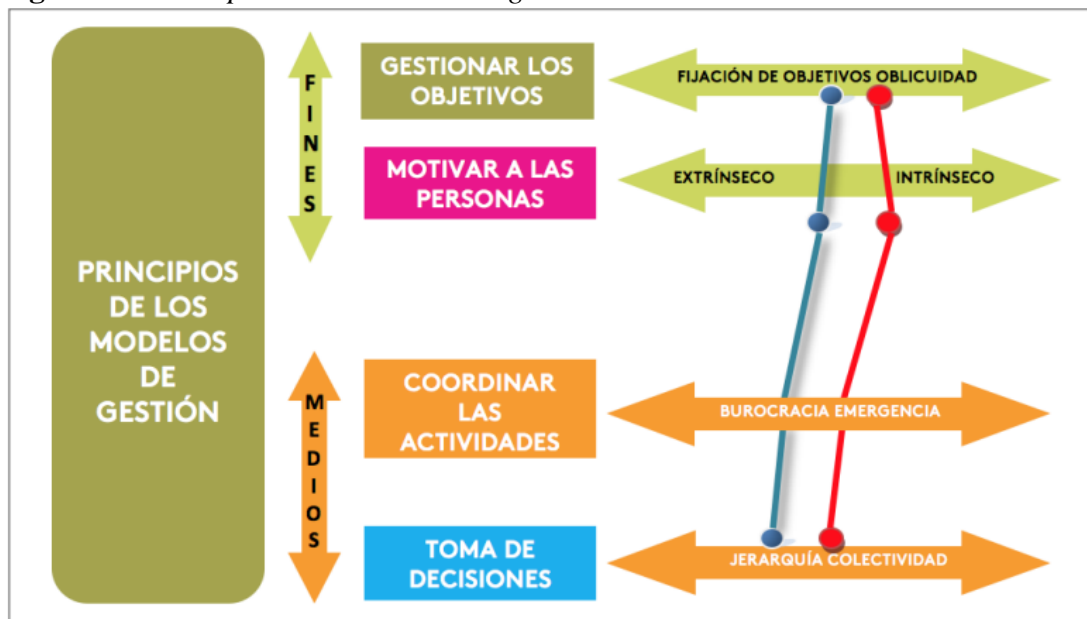 PRINCIPIOS
DE LOS
MODELOS
DE
GESTIÓN
FINES
GESTIONAR LOS
OBJETIVOS
FIJACIÓN DE OBJETIVOS OBLICUIDAD
MOTIVAR A LAS
PERSONAS
EXTRÍNSECO INTRÍNSECO
MEDIOS
COORDINAR
LAS
ACTIVIDADES
BUROCRACIA EMERGENCIA
TOMA DE
DECISIONES
JERARQUÍA COLECTIVIDAD